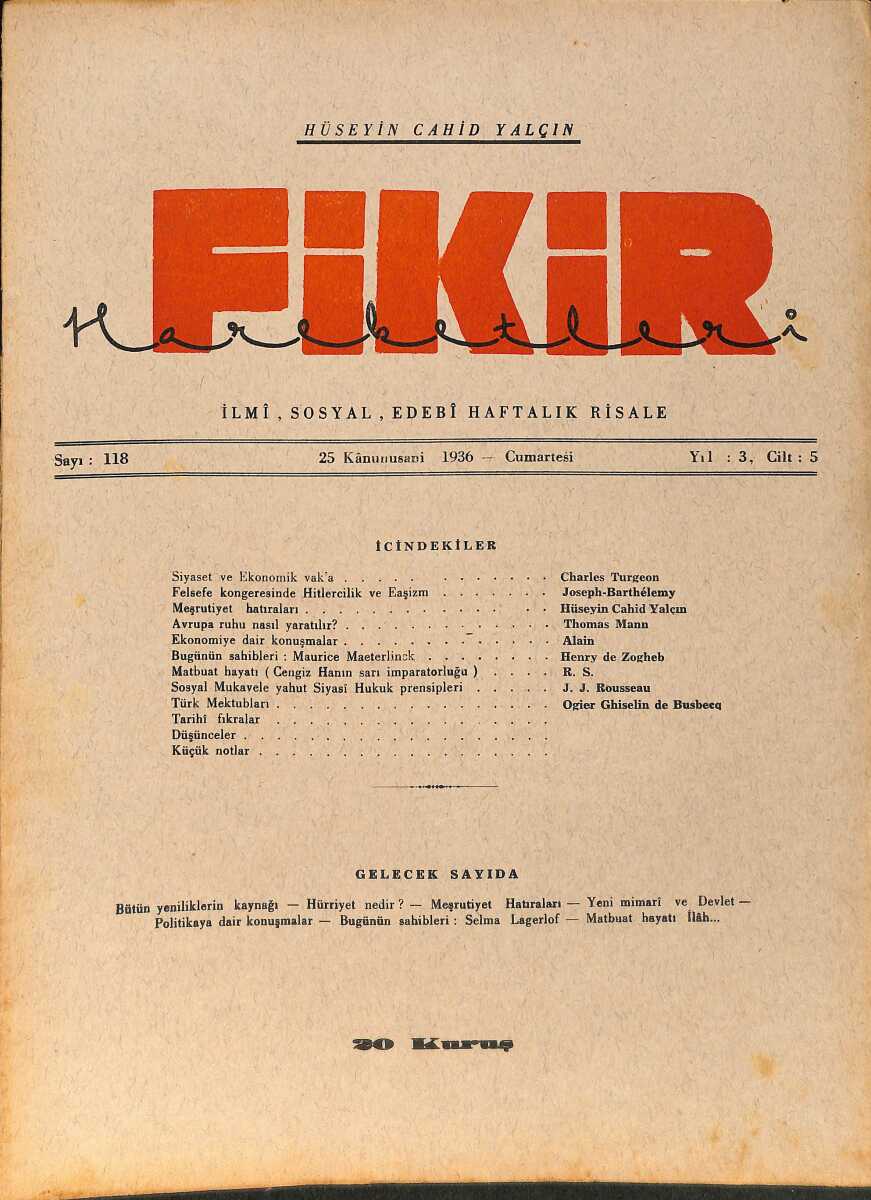 HÜSEYİN CAHİD YALÇIN
FİKİR
Hareketleri
İLMÎ , SOSYAL , EDEBÎ HAFTALIK RİSALE
Sayı : 118 25 Kânunusani 1936 — Cumartesi Yıl : 3, Cilt : 5
İCİNDEKİLER
Siyaset ve Ekonomik vak'a . . . . . . . . . . . . Charles Turgeon
Felsefe kongeresinde Hitlercilik ve Eaşizm . . . . . . . Joseph-Barthélemy
Meşrutiyet hatıraları . . . . . . . . . . . . . . Hüseyin Cahid Yalçın
Avrupa ruhu nasıl yaratılır? . . . . . . . . . . . . . Thomas Mann
Ekonomiye dair konuşmalar . . . . . . . . . . . . . Alain
Bugünün sahibleri : Maurice Maeterlinck . . . . . . . . Henry de Zogheb
Matbuat hayatı ( Cengiz Hanın sarı imparatorluğu ) . . . . R. S.
Sosyal Mukavele yahut Siyasî Hukuk prensipleri . . . . . J. J. Rousseau
Türk Mektubları . . . . . . . . . . . . . . . . . Ogier Ghiselin de Busbecq
Tarihî fıkralar . . . . . . . . . . . . . . . . . .
Düşünceler . . . . . . . . . . . . . . . . . . .
Küçük notlar . . . . . . . . . . . . . . . . . .
GELECEK SAYIDA
Bütün yeniliklerin kaynağı — Hürriyet nedir ? — Meşrutiyet Hatıraları — Yeni mimarî ve Devlet —
Politikaya dair konuşmalar — Bugünün sahibleri : Selma Lagerlof — Matbuat hayatı İlâh...
20 Kuruş